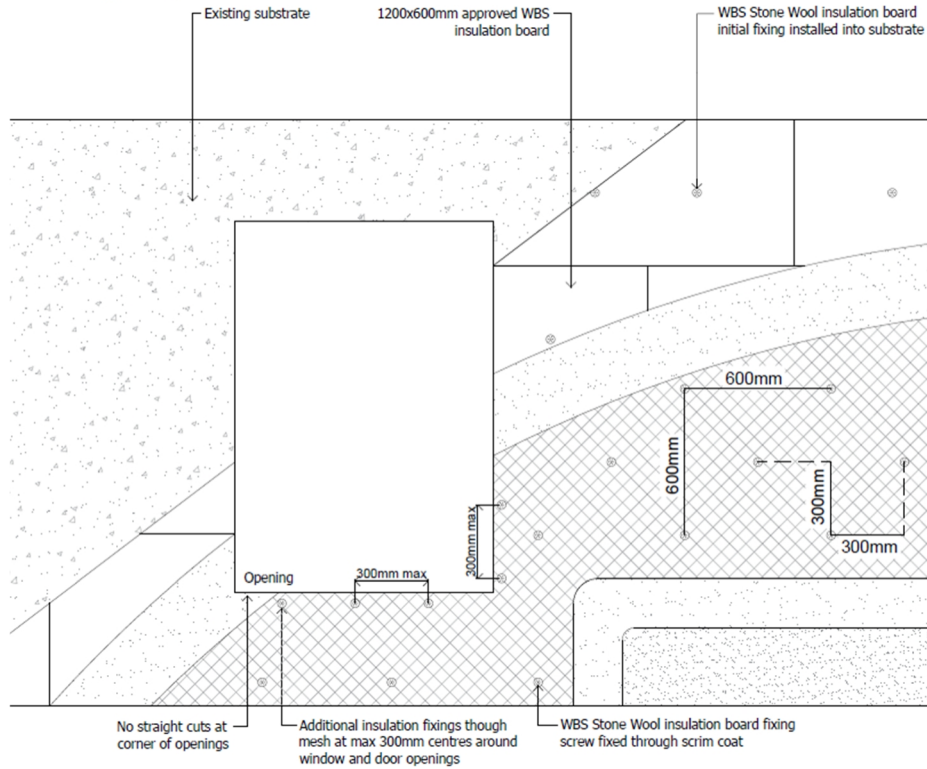 Existing substrate
1200x600mm approved WBS
insulation board
WBS Stone Wool insulation board
initial fixing installed into substrate
600mm
600mm
300mm
300mm
300mm max
300mm max
Opening
No straight cuts at
corner of openings
Additional insulation fixings though
mesh at max 300mm centres around
window and door openings
WBS Stone Wool insulation board fixing
screw fixed through scrim coat